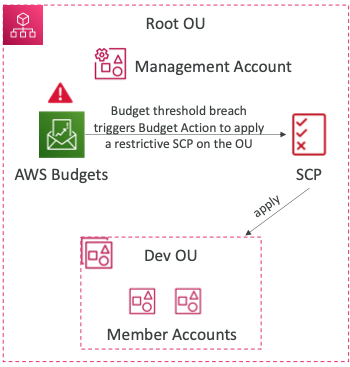 Root OU
Management Account
Budget threshold breach
triggers Budget Action to apply
a restrictive SCP on the OU
AWS Budgets
SCP
apply
Dev OU
Member Accounts